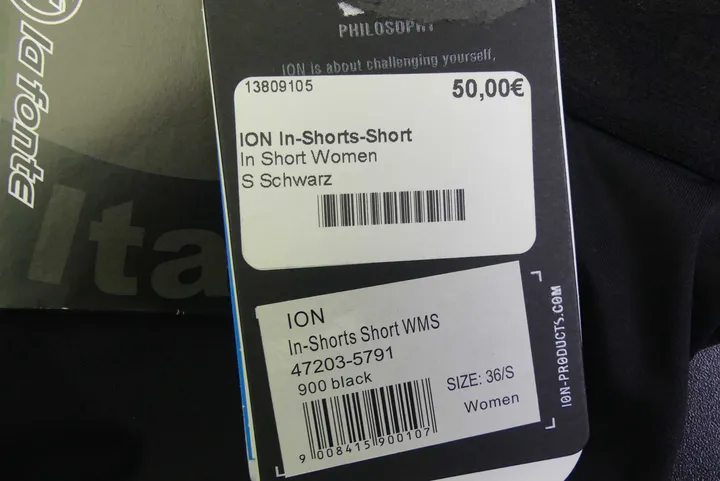 la fonte
Ita
PHILOSOPHY
ION is about challenging yourself,
13809105
50,00€
ION In-Shorts-Short
In Short Women
S Schwarz
ION
In-Shorts Short WMS
47203-5791
900 black
SIZE: 36/S
Women
9 008415 900107
ION-PRODUCTS.COM